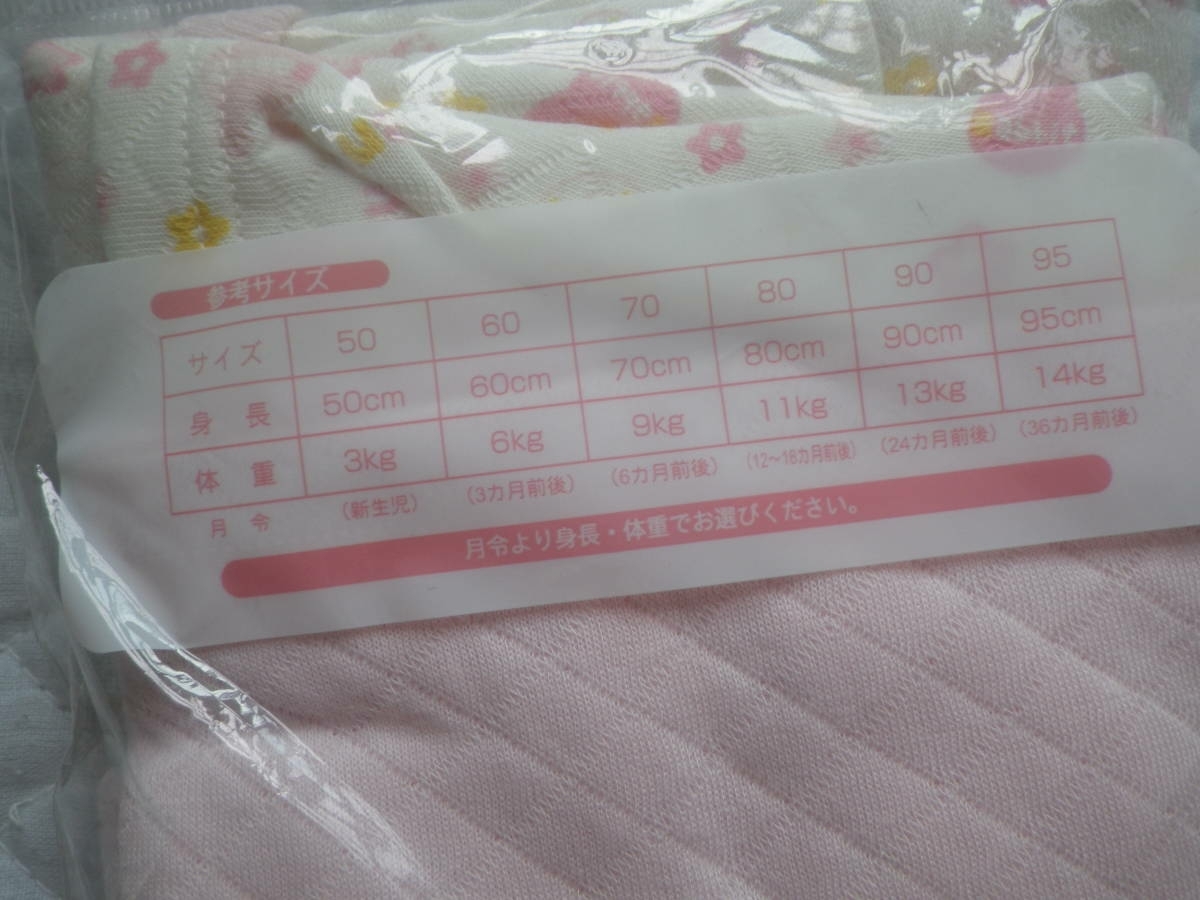 参考サイズ
サイズ 50 60 70 80 90 95
身長 50cm 60cm 70cm 80cm 90cm 95cm
体重 3kg 6kg 9kg 11kg 13kg 14kg
月令 (新生児) (3カ月前後) (6カ月前後) (12〜18カ月前後) (24カ月前後) (36カ月前後)
月令より身長・体重でお選びください。